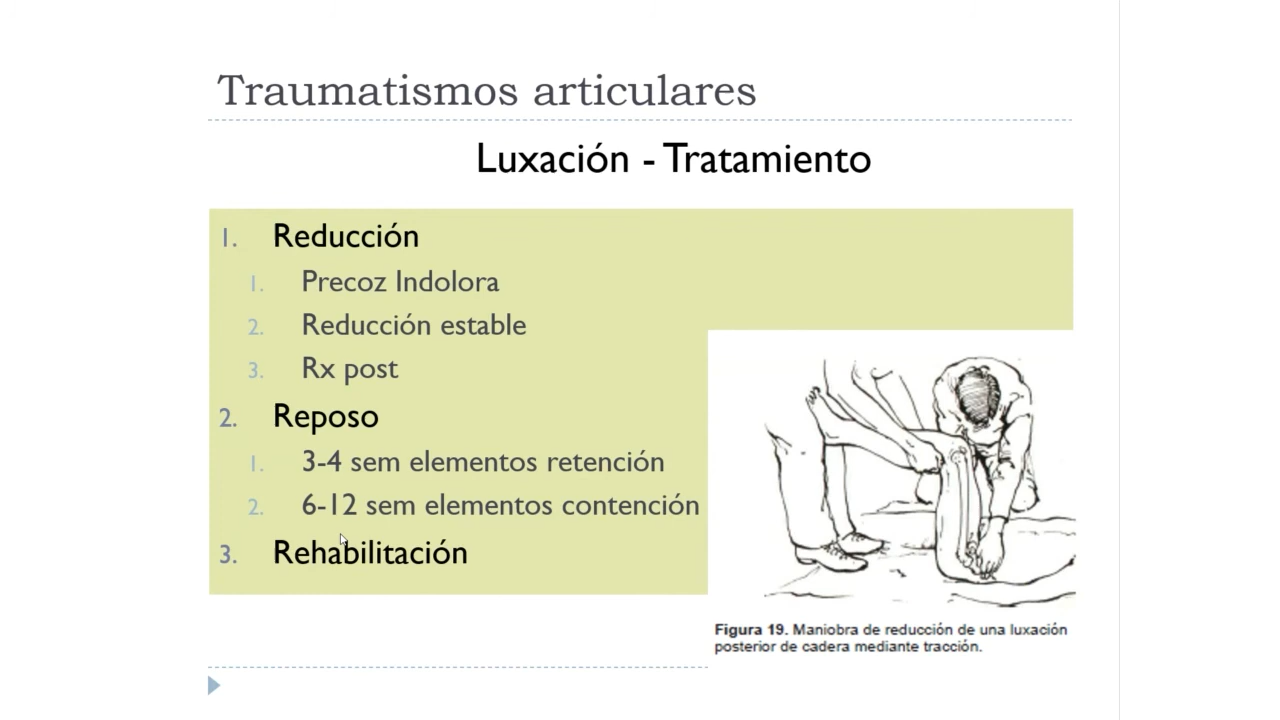 Traumatismos articulares
Luxación - Tratamiento
1. Reducción
1. Precoz Indolora
2. Reducción estable
3. Rx post
2. Reposo
1. 3-4 sem elementos retención
2. 6-12 sem elementos contención
3. Rehabilitación
Figura 19. Maniobra de reducción de una luxación
posterior de cadera mediante tracción.